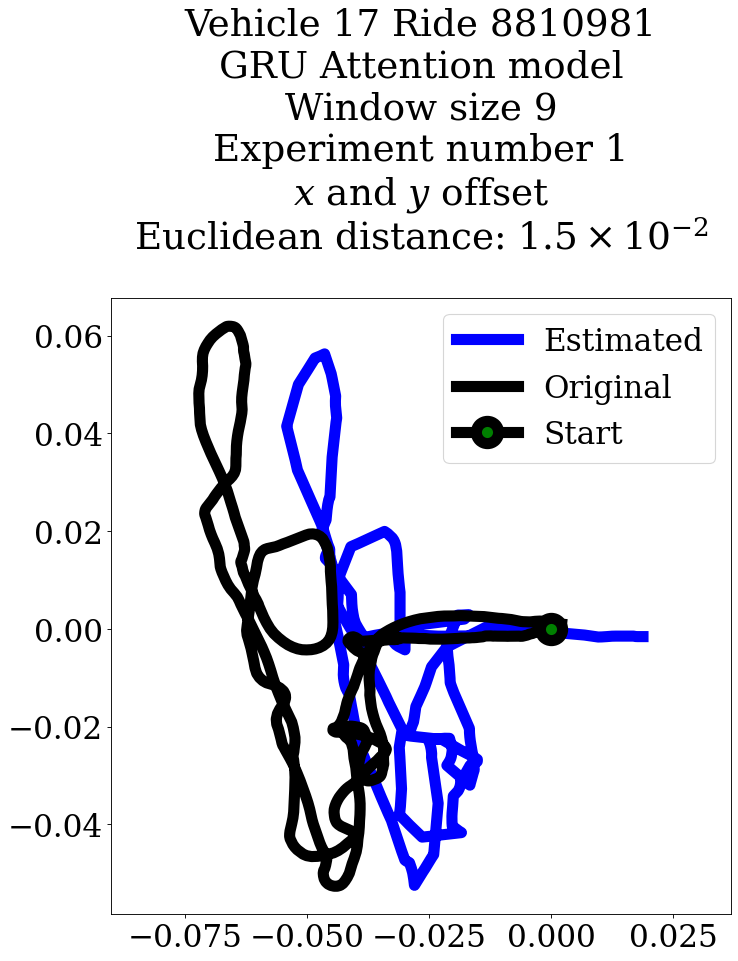 Vehicle 17 Ride 8810981
GRU Attention model
Window size 9
Experiment number 1
x and y offset
Euclidean distance: 1.5 × 10⁻²
Estimated
Original
Start
0.06
0.04
0.02
0.00
−0.02
−0.04
−0.075 −0.050 −0.025 0.000 0.025